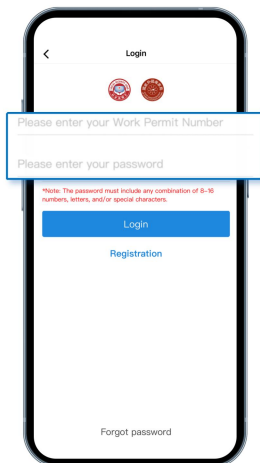 Login
Please enter your Work Permit Number
Please enter your password
*Note: The password must include any combination of 8-16
numbers, letters, and/or special characters.
Login
Registration
Forgot password